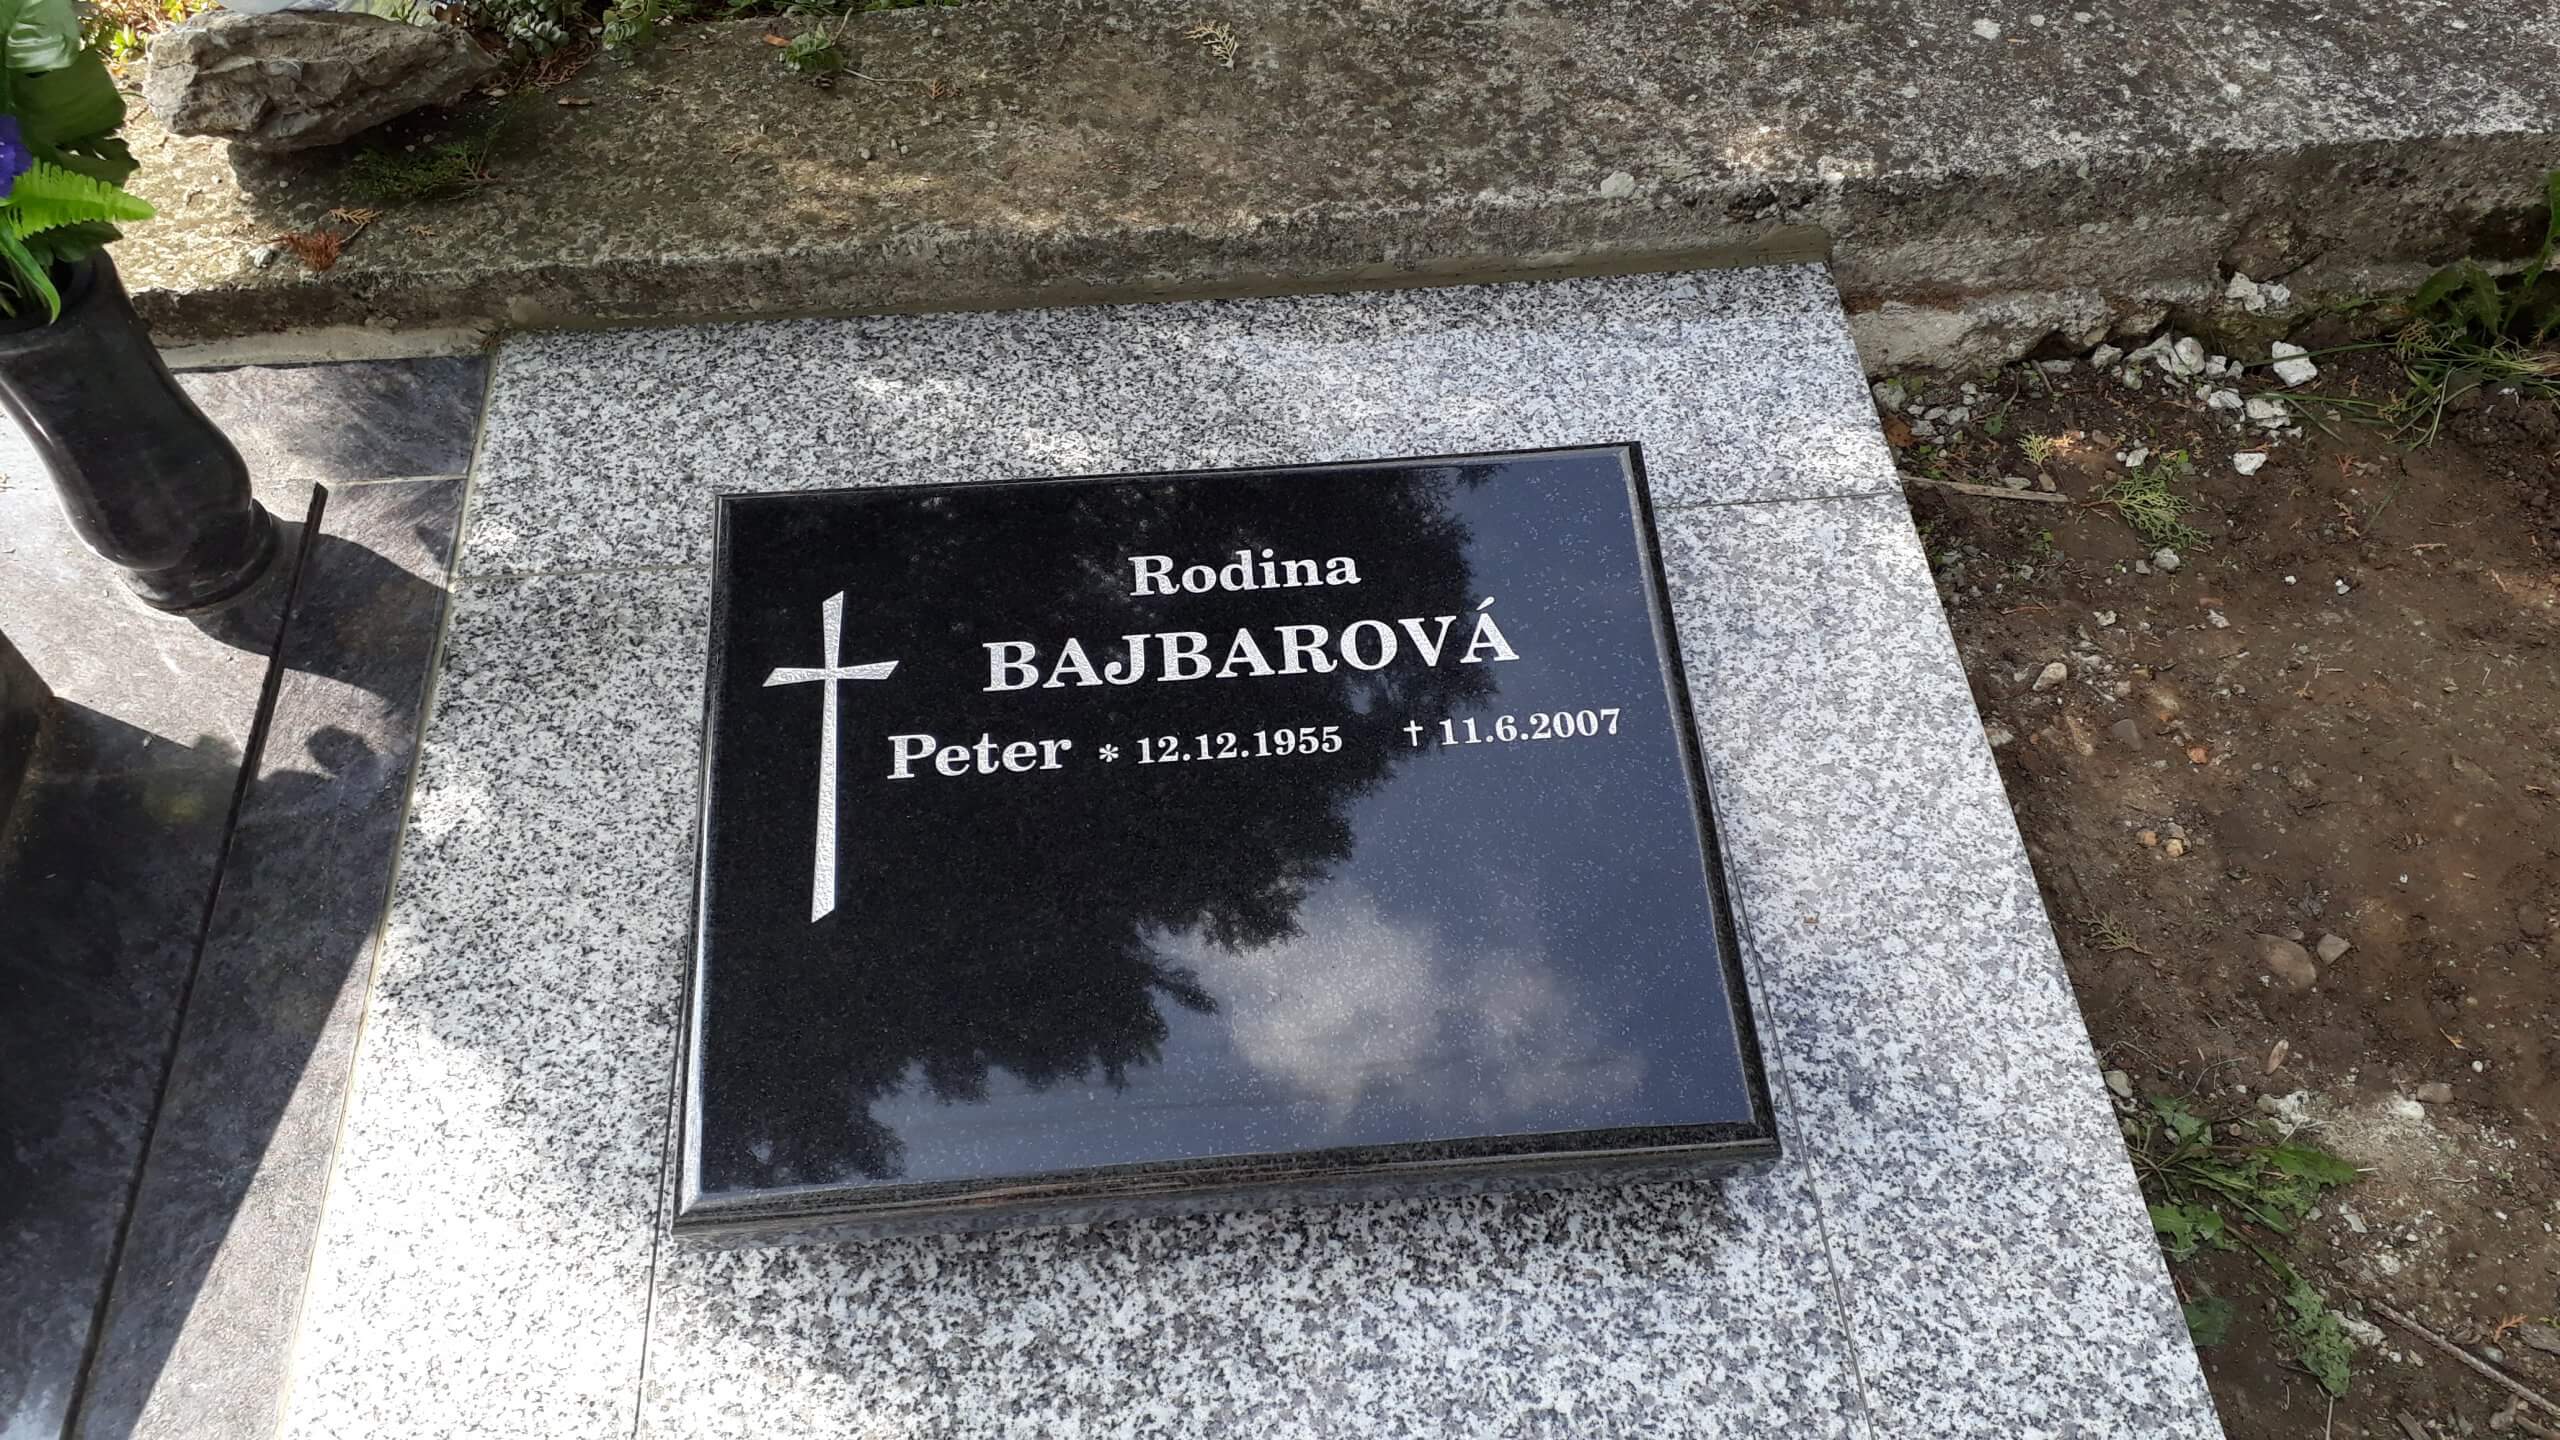 Rodina
BAJBAROVÁ
Peter * 12.12.1955 † 11.6.2007